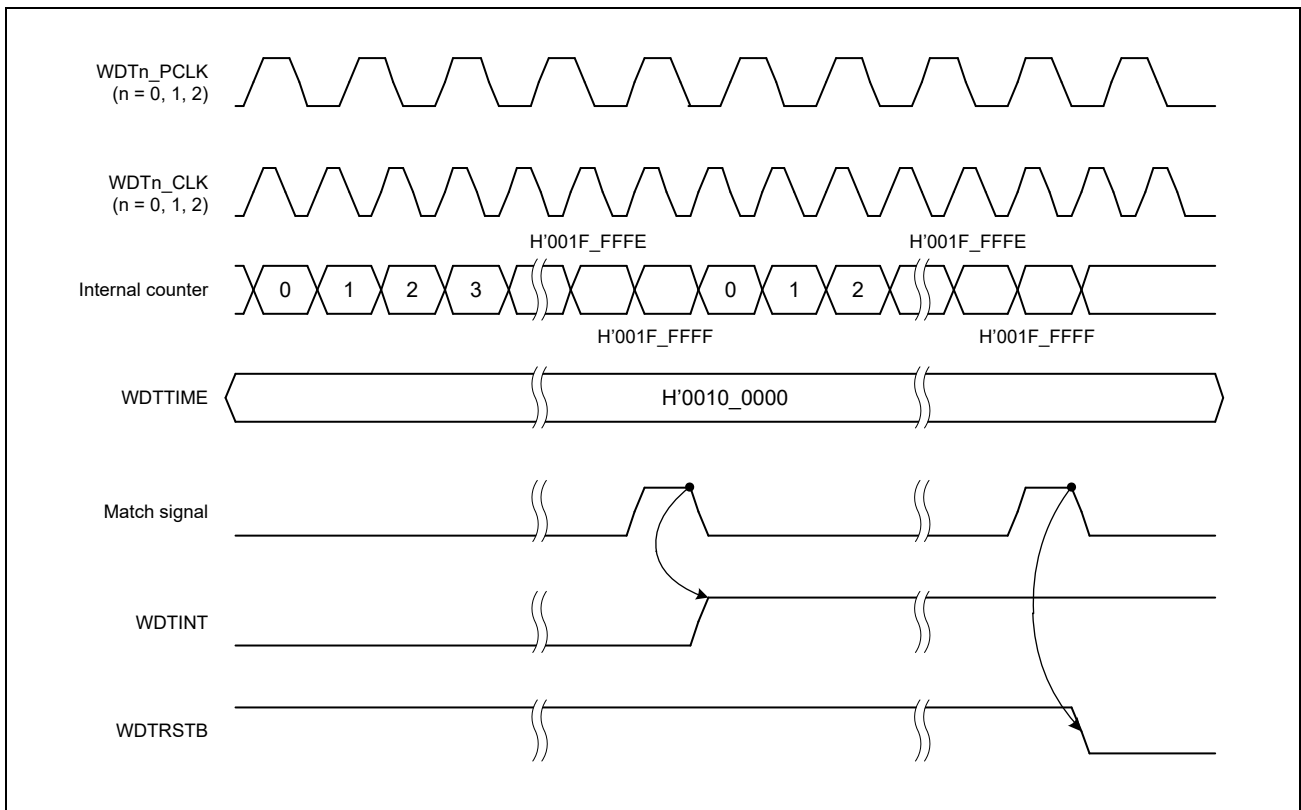 WDTn_PCLK
(n = 0, 1, 2)
WDTn_CLK
(n = 0, 1, 2)
H'001F_FFFE
H'001F_FFFE
Internal counter
0
1
2
3
0
1
2
H'001F_FFFF
H'001F_FFFF
WDTTIME
H'0010_0000
Match signal
WDTINT
WDTRSTB